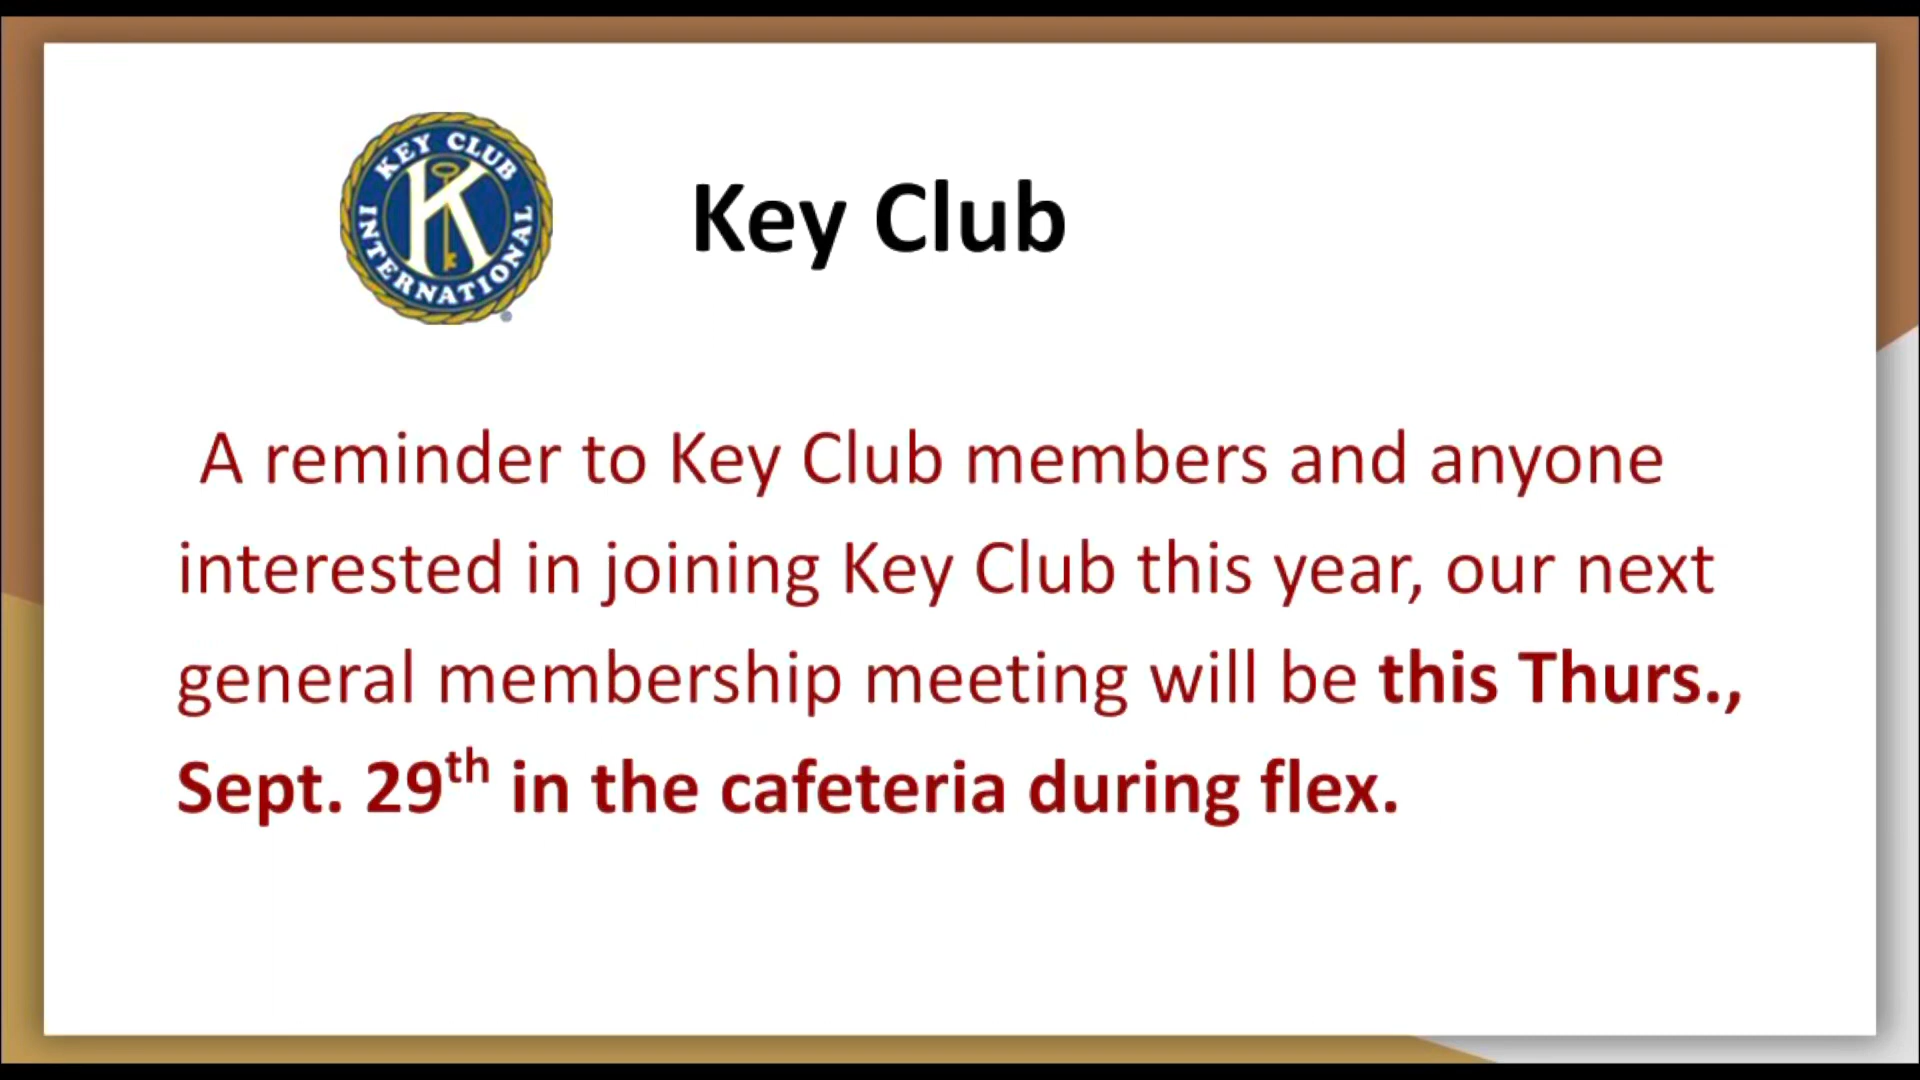 KEY CLUB
K
INTERNATIONAL
Key Club
A reminder to Key Club members and anyone
interested in joining Key Club this year, our next
general membership meeting will be this Thurs.,
Sept. 29th in the cafeteria during flex.